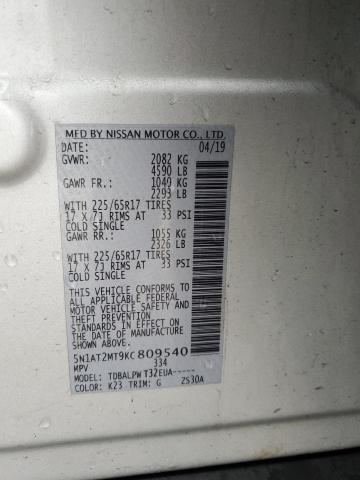 MFD BY NISSAN MOTOR CO., LTD.
DATE: 04/19
GVWR: 2082 KG
4590 LB
GAWR FR.: 1040 KG
2293 LB
WITH 225/65R17 TIRES
17 X 7J RIMS AT 33 PSI
COLD SINGLE
GAWR RR.: 1055 KG
2326 LB
WITH 225/65R17 TIRES
17 X 7J RIMS AT 33 PSI
COLD SINGLE
THIS VEHICLE CONFORMS TO
ALL APPLICABLE FEDERAL
MOTOR VEHICLE SAFETY AND
THEFT PREVENTION STANDARDS
IN EFFECT ON THE DATE OF
MANUFACTURE SHOWN ABOVE.
5N1AT2MT9KC809540
MPV 334
MODEL: TDBALPWT32EUA-----
COLOR: K23 TRIM: G ZS30A